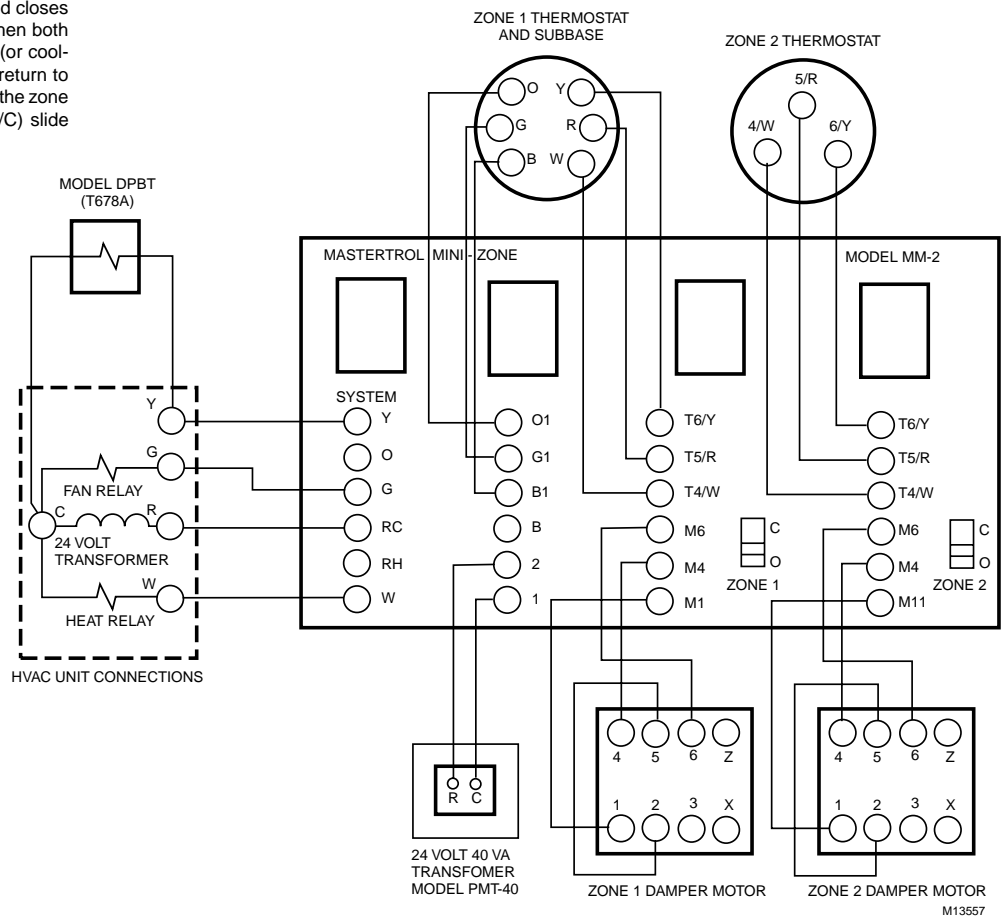 d closes
hen both
(or cool-
return to
the zone
/C) slide
ZONE 1 THERMOSTAT
AND SUBBASE
O
Y
G
R
B
W
ZONE 2 THERMOSTAT
5/R
4/W
6/Y
MODEL DPBT
(T678A)
MASTERTROL MINI - ZONE
MODEL MM-2
SYSTEM
Y
O
G
RC
RH
W
O1
G1
B1
B
2
1
T6/Y
T5/R
T4/W
M6
M4
M1
C
O
ZONE 1
T6/Y
T5/R
T4/W
M6
M4
M11
C
O
ZONE 2
Y
G
FAN RELAY
C
R
24 VOLT
TRANSFORMER
W
HEAT RELAY
HVAC UNIT CONNECTIONS
R C
24 VOLT 40 VA
TRANSFOMER
MODEL PMT-40
4 5 6 Z
1 2 3 X
ZONE 1 DAMPER MOTOR
4 5 6 Z
1 2 3 X
ZONE 2 DAMPER MOTOR
M13557